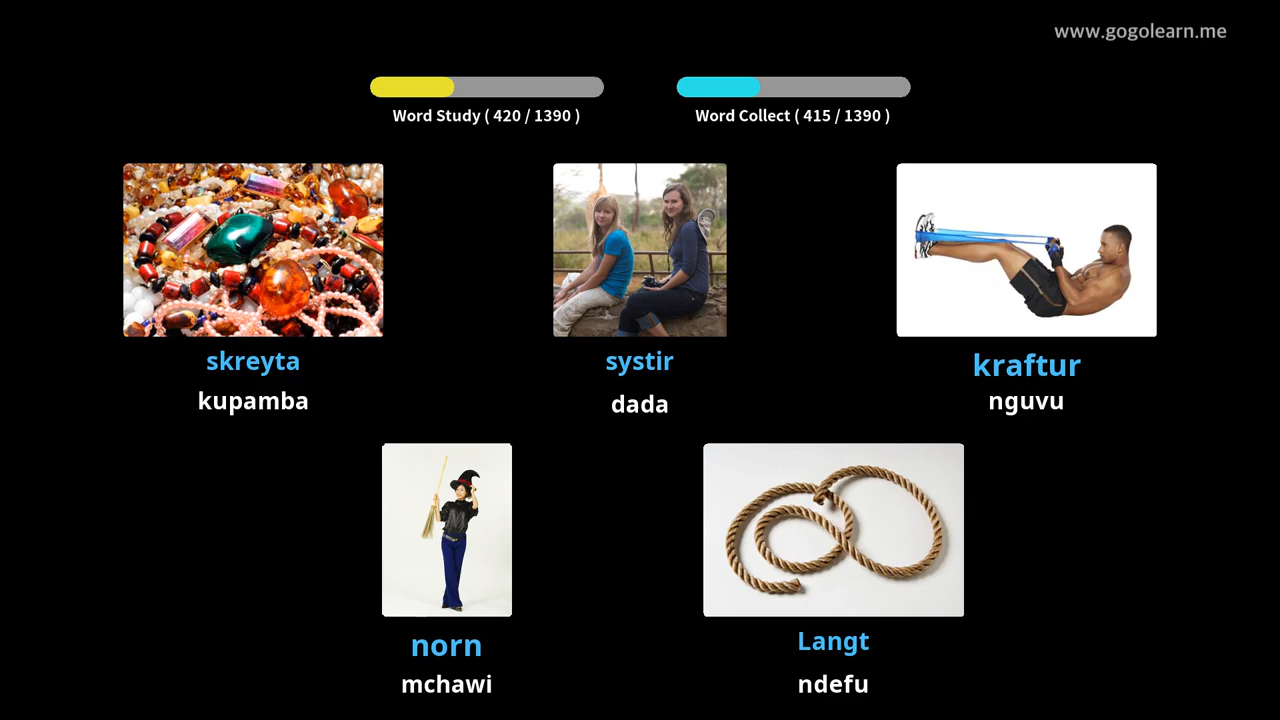 www.gogolearn.me
Word Study ( 420 / 1390 )
Word Collect ( 415 / 1390 )
skreyta
kupamba
systir
dada
kraftur
nguvu
norn
mchawi
Langt
ndefu